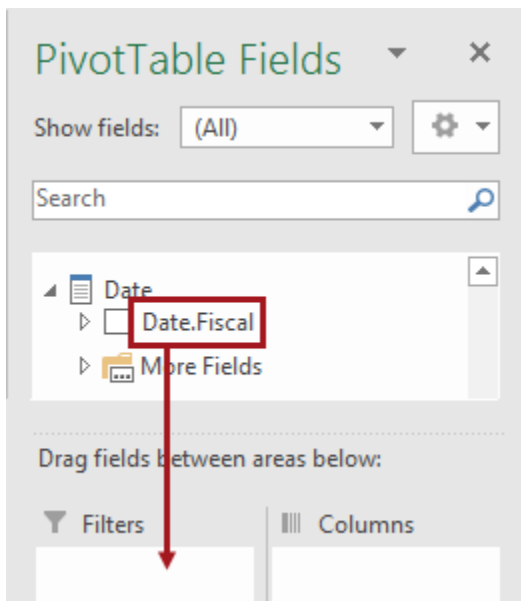 PivotTable Fields
Show fields: (All)
Search
Date
Date.Fiscal
More Fields
Drag fields between areas below:
Filters Columns